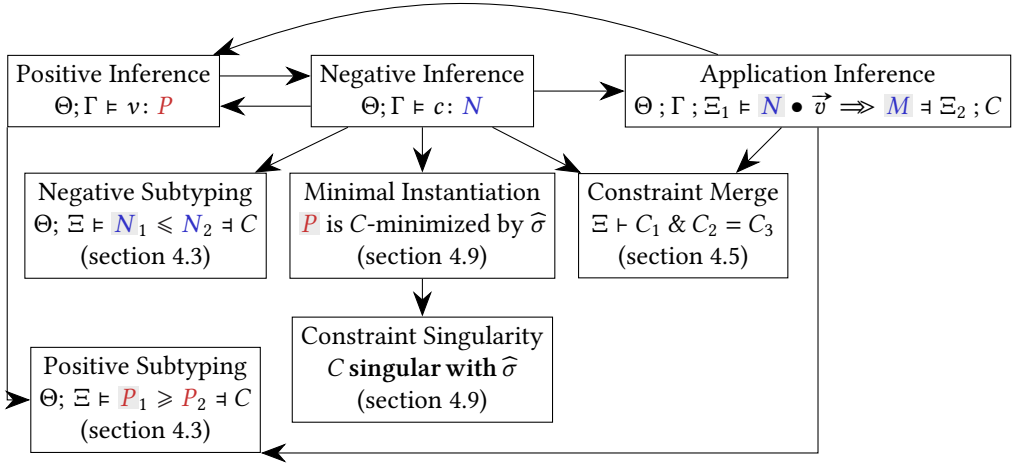 Positive Inference
Θ; Γ ⊨ v: P
Negative Inference
Θ; Γ ⊨ c: N
Application Inference
Θ ; Γ ; Ξ₁ ⊨ N ● v⃗ ⇒> M ⫤ Ξ₂ ; C
Negative Subtyping
Θ; Ξ ⊨ N₁ ⩽ N₂ ⫤ C
(section 4.3)
Minimal Instantiation
P is C-minimized by σ̂
(section 4.9)
Constraint Merge
Ξ ⊢ C₁ & C₂ = C₃
(section 4.5)
Constraint Singularity
C singular with σ̂
(section 4.9)
Positive Subtyping
Θ; Ξ ⊨ P₁ ⩾ P₂ ⫤ C
(section 4.3)